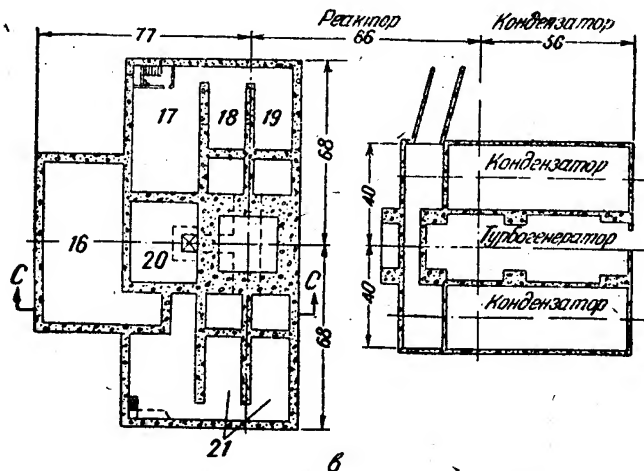 Реактор
Конденсатор
77
66
56
17
18
19
68
Конденсатор
40
16
20
Турбогенератор
С
С
40
Конденсатор
68
21
в